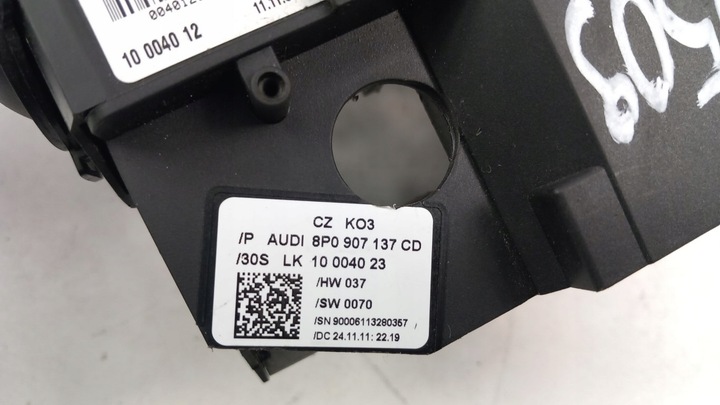 10 0040 12
CZ KO3
/P AUDI 8P0 907 137 CD
/30S LK 10 0040 23
/HW 037
/SW 0070
/SN 90006113280357
/DC 24.11.11: 22.19